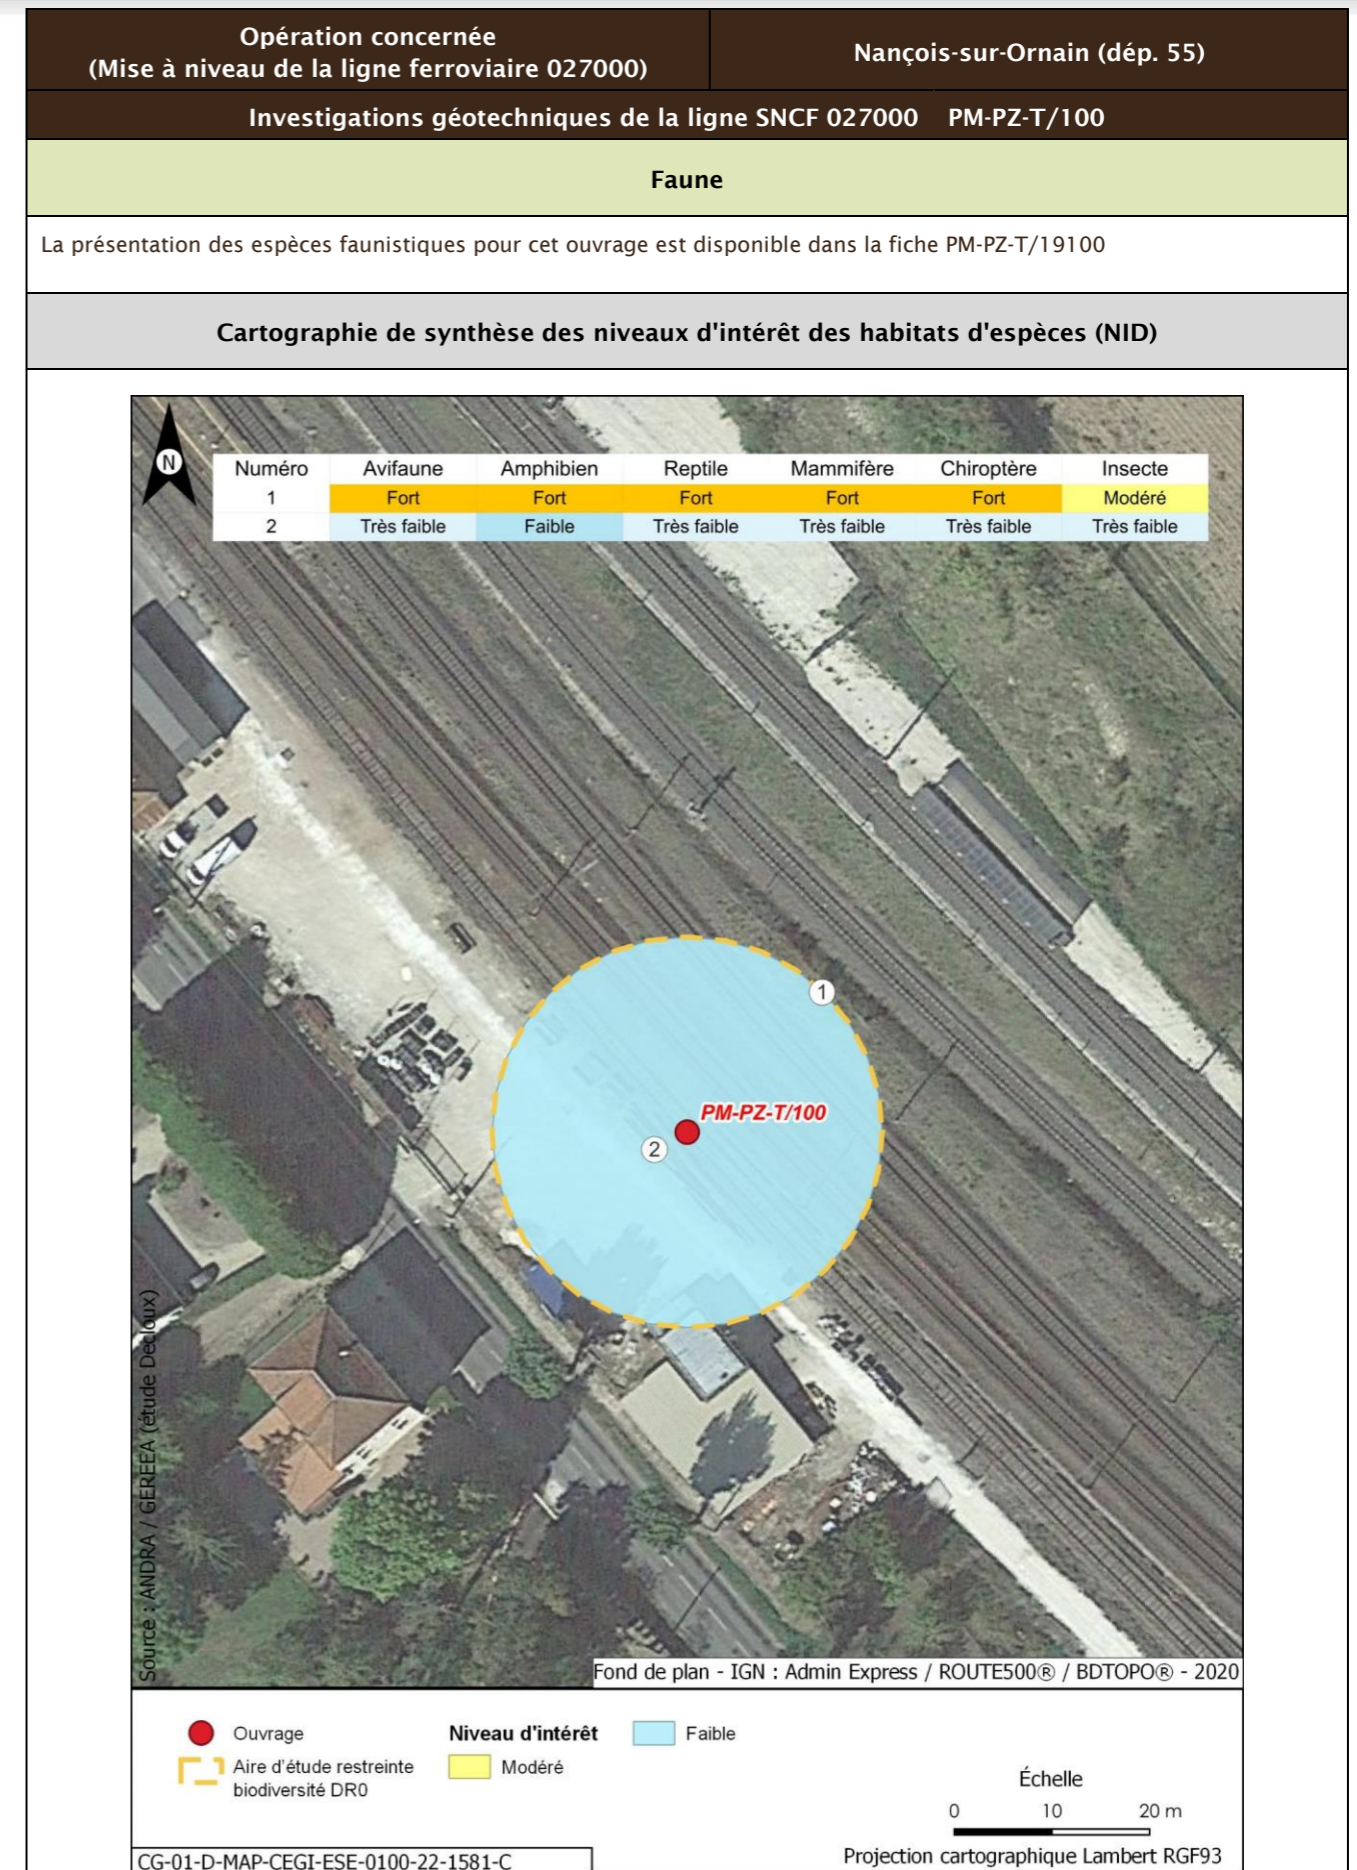 Opération concernée
(Mise à niveau de la ligne ferroviaire 027000)
Nançois-sur-Ornain (dép. 55)
Investigations géotechniques de la ligne SNCF 027000 PM-PZ-T/100
Faune
La présentation des espèces faunistiques pour cet ouvrage est disponible dans la fiche PM-PZ-T/19100
Cartographie de synthèse des niveaux d'intérêt des habitats d'espèces (NID)
N
Numéro Avifaune Amphibien Reptile Mammifère Chiroptère Insecte
1 Fort Fort Fort Fort Fort Modéré
2 Très faible Faible Très faible Très faible Très faible Très faible
1
PM-PZ-T/100
2
Source : ANDRA / GEREEA (étude Decloux)
Fond de plan - IGN : Admin Express / ROUTE500® / BDTOPO® - 2020
Ouvrage
Aire d'étude restreinte
biodiversité DR0
Niveau d'intérêt
Modéré
Faible
Échelle
0 10 20 m
Projection cartographique Lambert RGF93
CG-01-D-MAP-CEGI-ESE-0100-22-1581-C